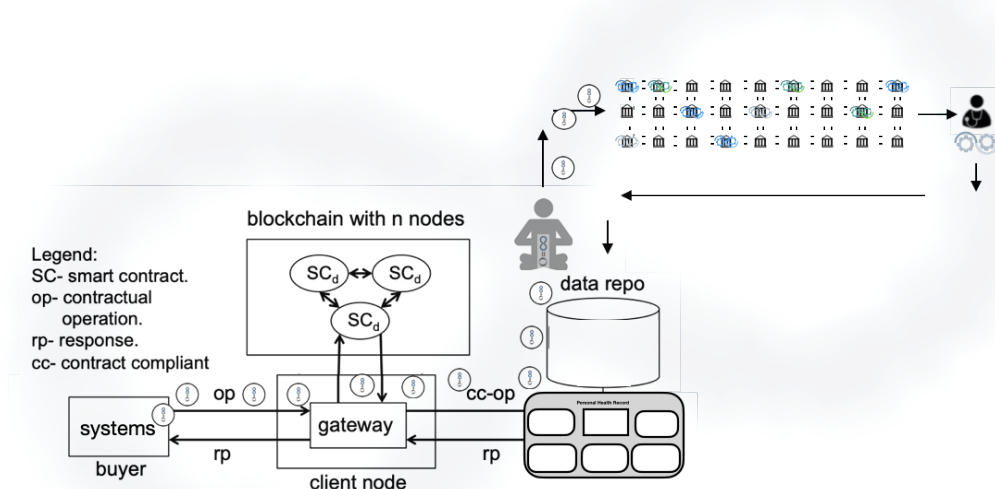 blockchain with n nodes
Legend:
SC- smart contract.
op- contractual
operation.
rp- response.
cc- contract compliant
SCd
SCd
SCd
data repo
op
cc-op
Personal Health Record
systems
gateway
rp
rp
buyer
client node